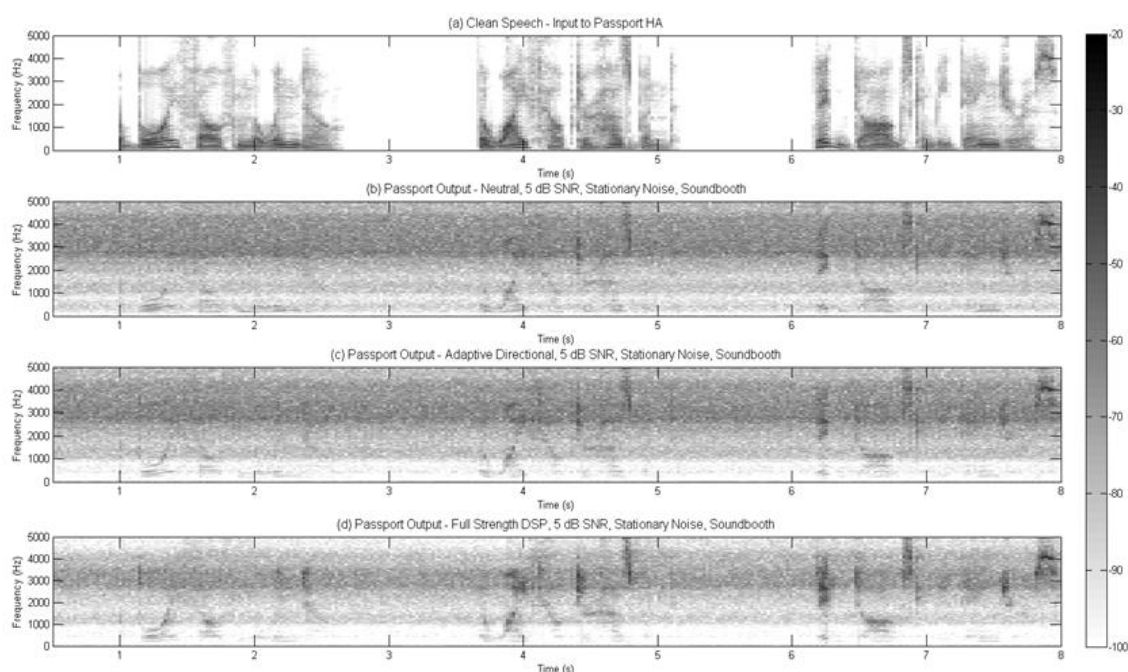 (a) Clean Speech - Input to Passport HA
Frequency (Hz)
5000
4000
3000
2000
1000
0
1 2 3 4 5 6 7 8
Time (s)
(b) Passport Output - Neutral, 5 dB SNR, Stationary Noise, Soundbooth
Frequency (Hz)
5000
4000
3000
2000
1000
0
1 2 3 4 5 6 7 8
Time (s)
(c) Passport Output - Adaptive Directional, 5 dB SNR, Stationary Noise, Soundbooth
Frequency (Hz)
5000
4000
3000
2000
1000
0
1 2 3 4 5 6 7 8
Time (s)
(d) Passport Output - Full Strength DSP, 5 dB SNR, Stationary Noise, Soundbooth
Frequency (Hz)
5000
4000
3000
2000
1000
0
1 2 3 4 5 6 7 8
Time (s)
-20
-30
-40
-50
-60
-70
-80
-90
-100